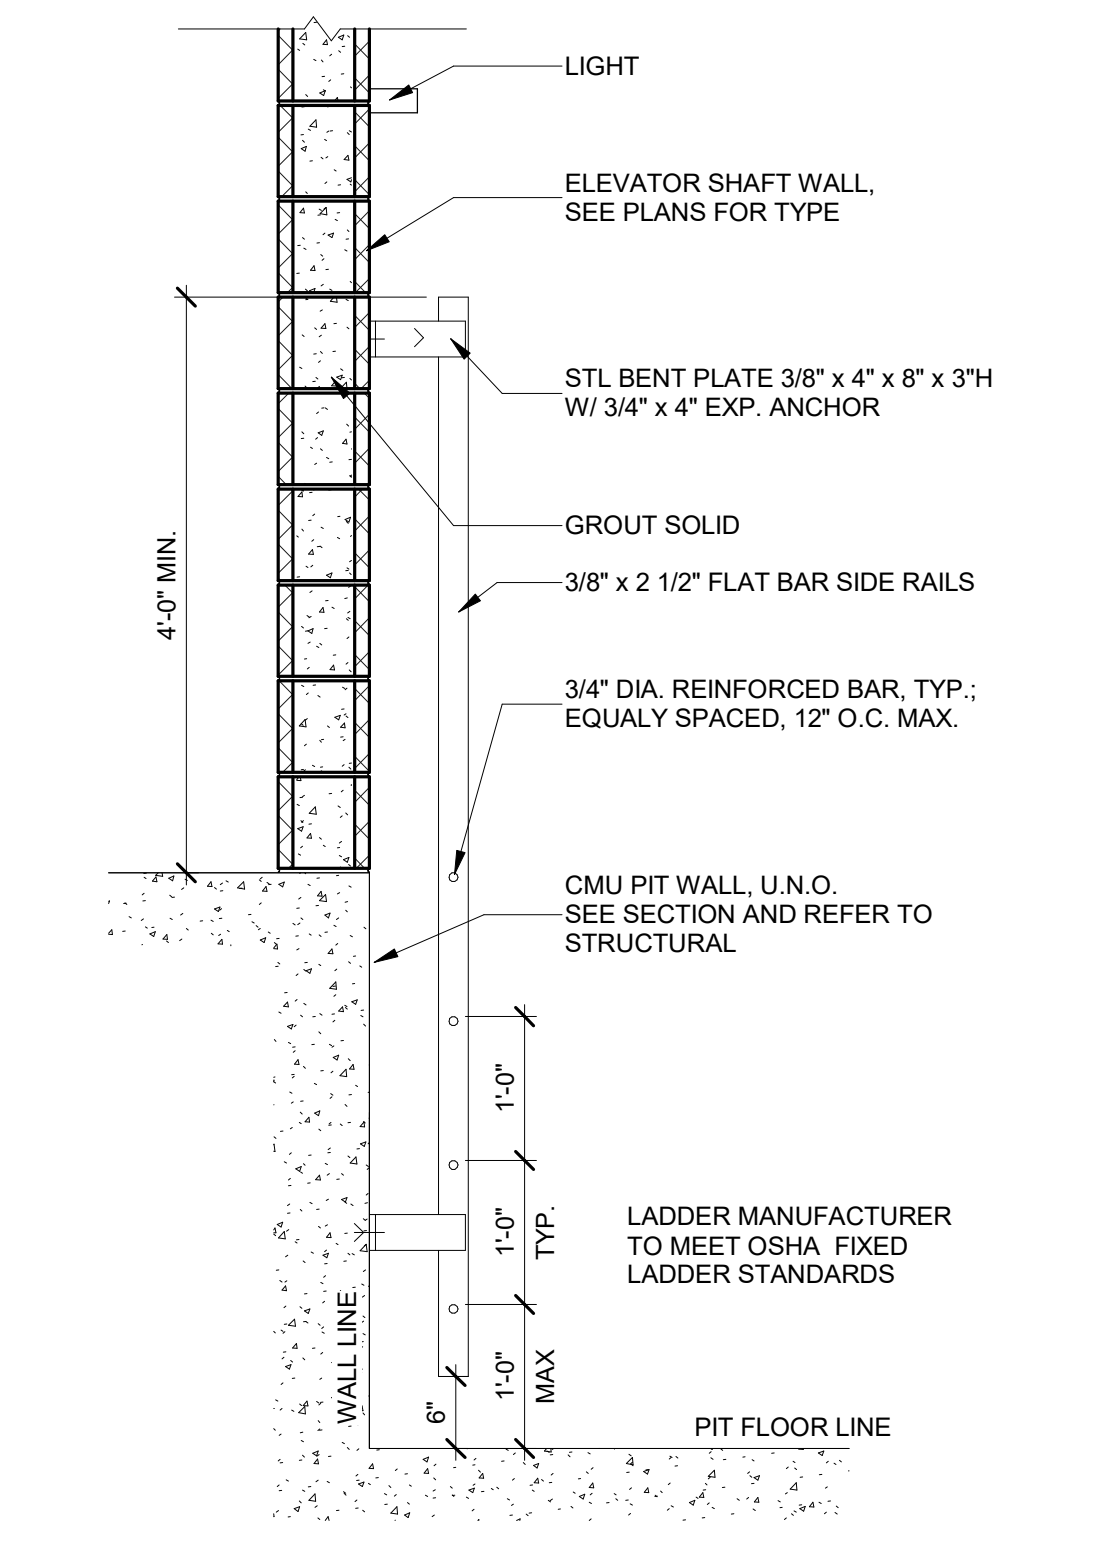 LIGHT
ELEVATOR SHAFT WALL,
SEE PLANS FOR TYPE
STL BENT PLATE 3/8" x 4" x 8" x 3"H
W/ 3/4" x 4" EXP. ANCHOR
GROUT SOLID
4'-0" MIN.
3/8" x 2 1/2" FLAT BAR SIDE RAILS
3/4" DIA. REINFORCED BAR, TYP.;
EQUALY SPACED, 12" O.C. MAX.
CMU PIT WALL, U.N.O.
SEE SECTION AND REFER TO
STRUCTURAL
1'-0"
1'-0"
TYP.
LADDER MANUFACTURER
TO MEET OSHA  FIXED
LADDER STANDARDS
WALL LINE
1'-0"
MAX
6"
PIT FLOOR LINE